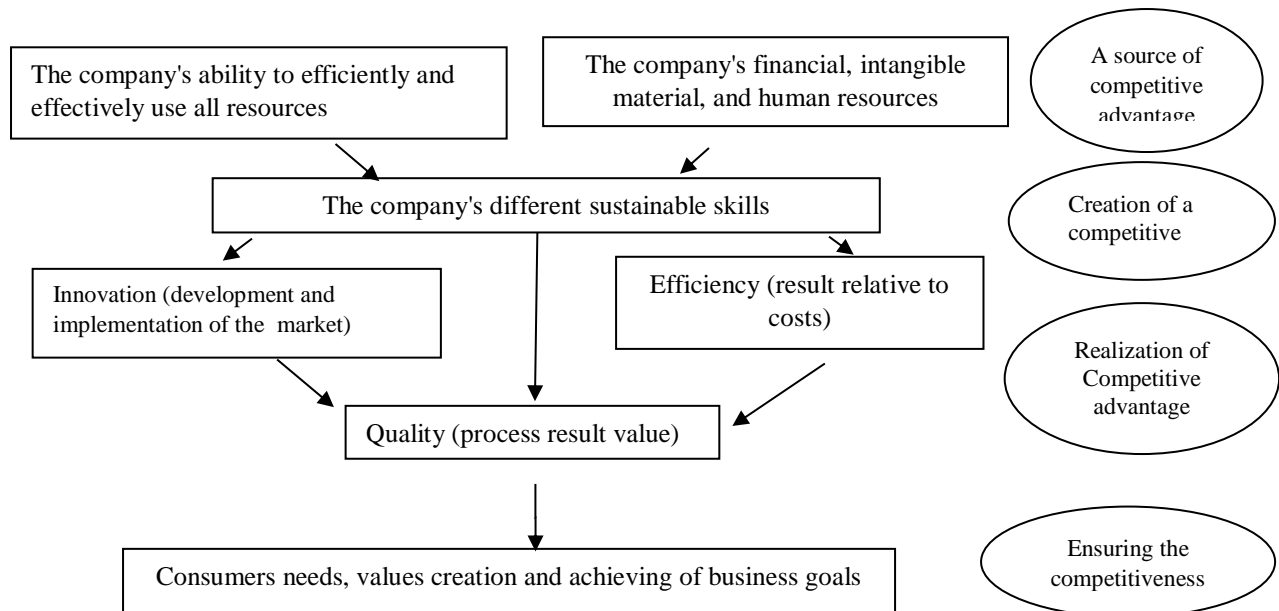 The company's ability to efficiently and
effectively use all resources
The company's financial, intangible
material, and human resources
A source of
competitive
advantage
The company's different sustainable skills
Creation of a
competitive
Innovation (development and
implementation of the market)
Efficiency (result relative to
costs)
Realization of
Competitive
advantage
Quality (process result value)
Consumers needs, values creation and achieving of business goals
Ensuring the
competitiveness